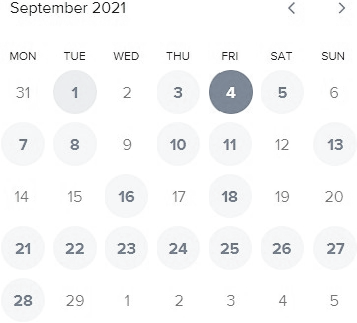 September 2021
MON TUE WED THU FRI SAT SUN
31 1 2 3 4 5 6
7 8 9 10 11 12 13
14 15 16 17 18 19 20
21 22 23 24 25 26 27
28 29 1 2 3 4 5